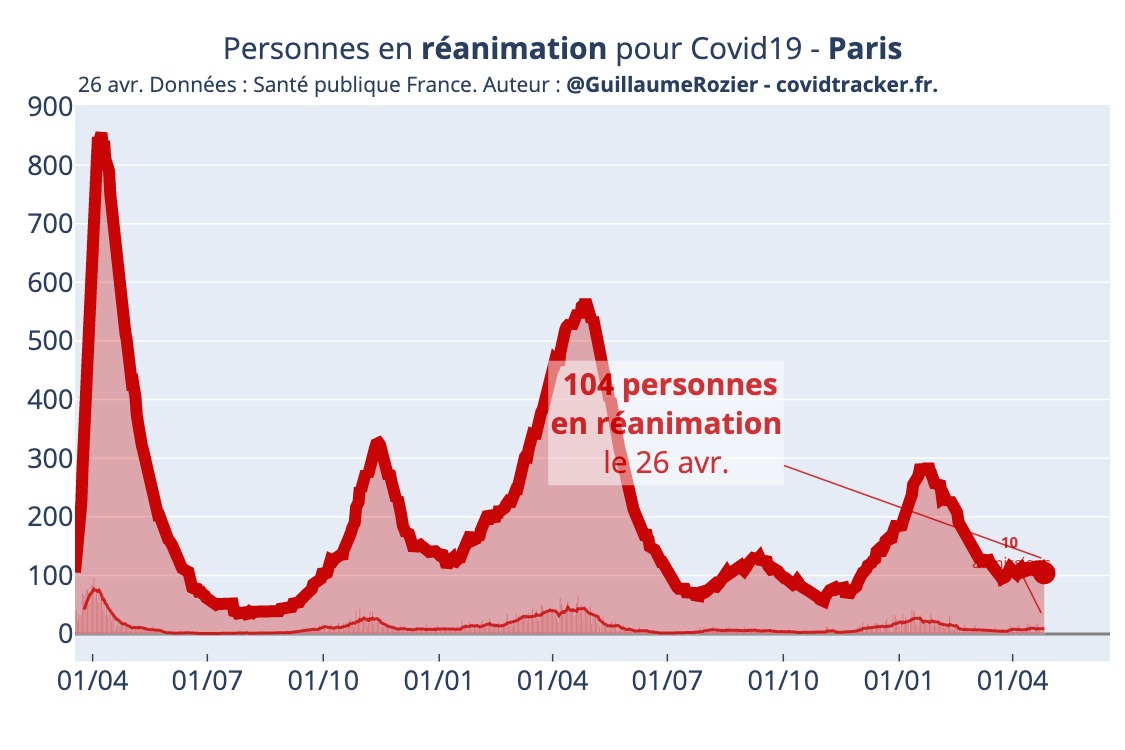 Personnes en réanimation pour Covid19 - Paris
26 avr. Données : Santé publique France. Auteur : @GuillaumeRozier - covidtracker.fr.
900
800
700
600
500
400
300
200
100
0
104 personnes
en réanimation
le 26 avr.
10
01/04 01/07 01/10 01/01 01/04 01/07 01/10 01/01 01/04